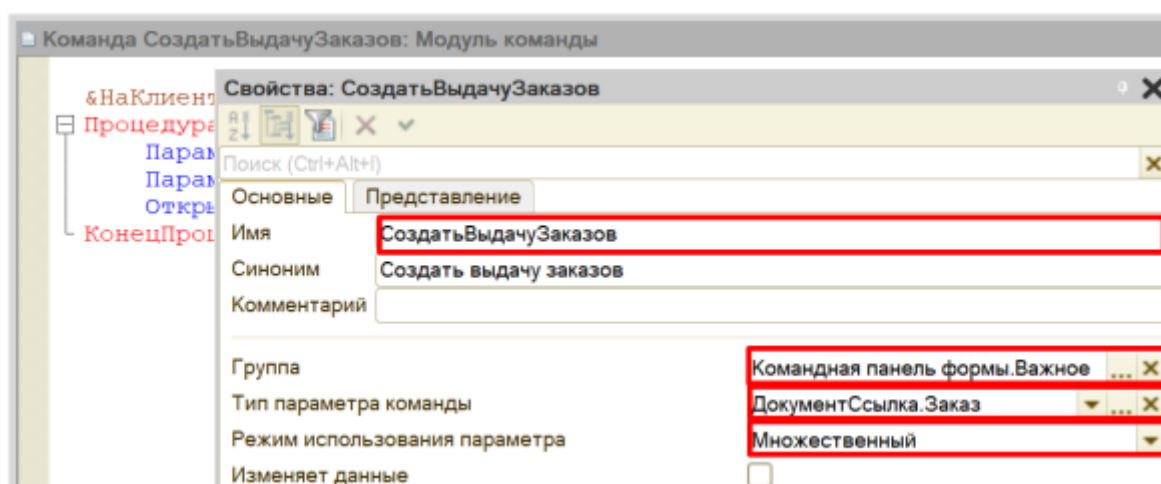 Команда СоздатьВыдачуЗаказов: Модуль команды
&НаКлиент
Процедура
Парам
Парам
Откры
КонецПроц
Свойства: СоздатьВыдачуЗаказов
Поиск (Ctrl+Alt+I)
Основные Представление
Имя СоздатьВыдачуЗаказов
Синоним Создать выдачу заказов
Комментарий
Группа Командная панель формы.Важное ...
Тип параметра команды ДокументСсылка.Заказ ...
Режим использования параметра Множественный
Изменяет данные